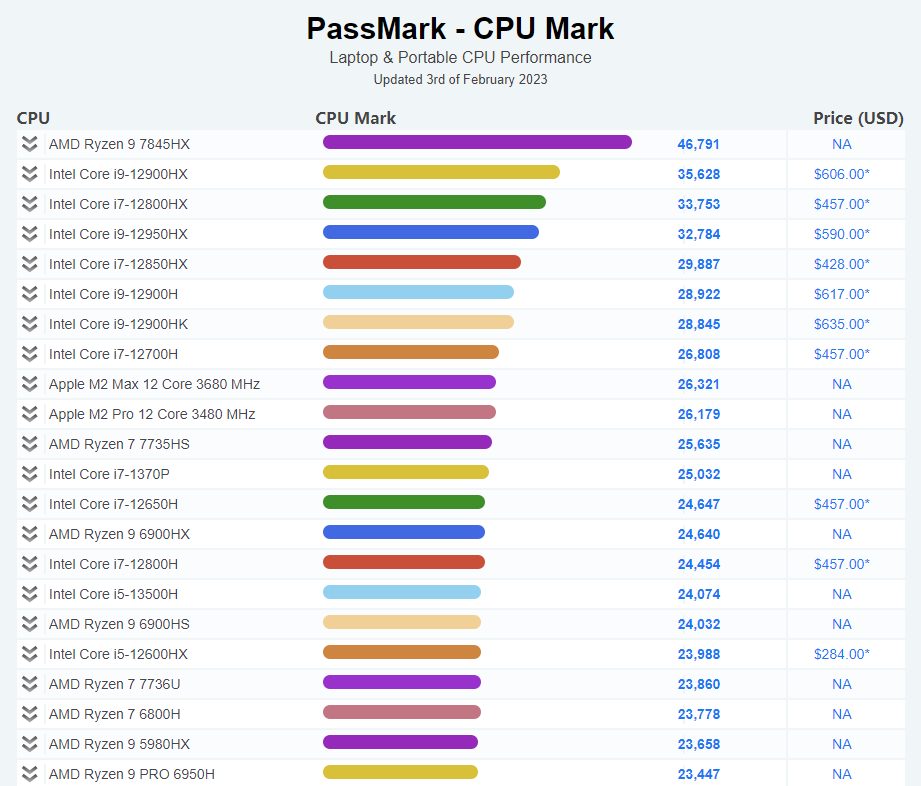 PassMark - CPU Mark
Laptop & Portable CPU Performance
Updated 3rd of February 2023
CPU CPU Mark Price (USD)
AMD Ryzen 9 7845HX 46,791 NA
Intel Core i9-12900HX 35,628 $606.00*
Intel Core i7-12800HX 33,753 $457.00*
Intel Core i9-12950HX 32,784 $590.00*
Intel Core i7-12850HX 29,887 $428.00*
Intel Core i9-12900H 28,922 $617.00*
Intel Core i9-12900HK 28,845 $635.00*
Intel Core i7-12700H 26,808 $457.00*
Apple M2 Max 12 Core 3680 MHz 26,321 NA
Apple M2 Pro 12 Core 3480 MHz 26,179 NA
AMD Ryzen 7 7735HS 25,635 NA
Intel Core i7-1370P 25,032 NA
Intel Core i7-12650H 24,647 $457.00*
AMD Ryzen 9 6900HX 24,640 NA
Intel Core i7-12800H 24,454 $457.00*
Intel Core i5-13500H 24,074 NA
AMD Ryzen 9 6900HS 24,032 NA
Intel Core i5-12600HX 23,988 $284.00*
AMD Ryzen 7 7736U 23,860 NA
AMD Ryzen 7 6800H 23,778 NA
AMD Ryzen 9 5980HX 23,658 NA
AMD Ryzen 9 PRO 6950H 23,447 NA